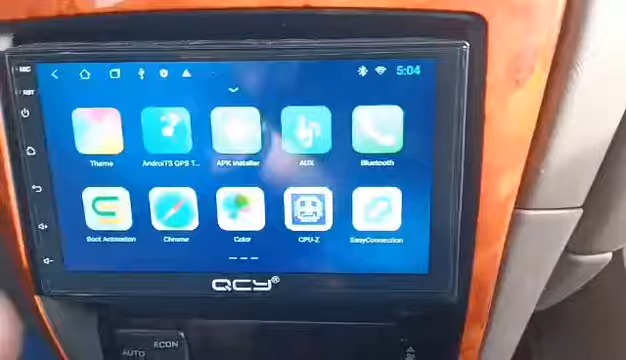 MIC
5:04
RST
Theme
AndroiTS GPS T...
APK Installer
AUX
Bluetooth
Boot Animation
Chrome
Color
CPU-Z
EasyConnection
QCY®
ECON
AUTO